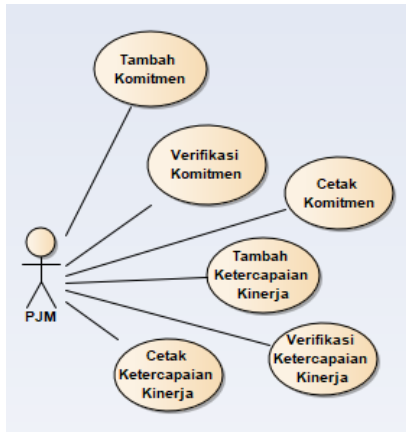 Tambah
Komitmen
Verifikasi
Komitmen
Cetak
Komitmen
Tambah
Ketercapaian
Kinerja
PJM
Verifikasi
Ketercapaian
Kinerja
Cetak
Ketercapaian
Kinerja